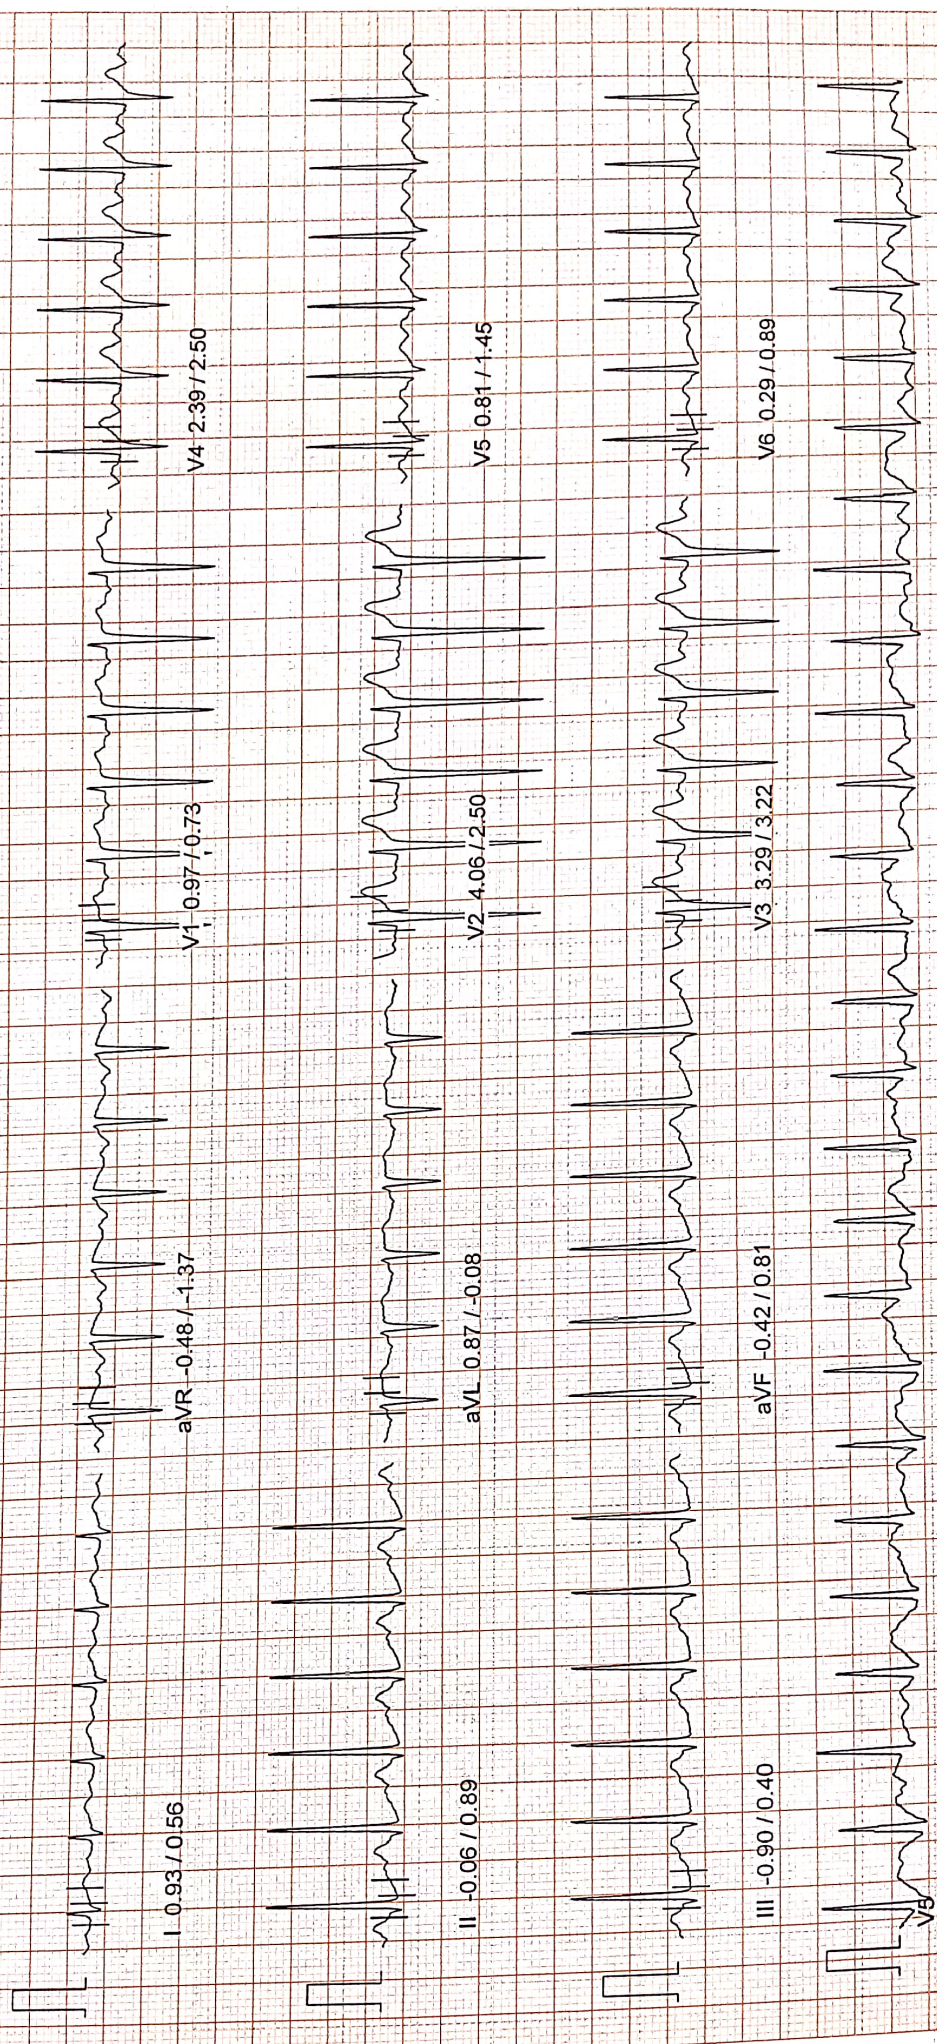 I 0.93 / 0.56
aVR -0.48 / -1.37
V1 0.97 / 0.73
V4 2.39 / 2.50
II -0.06 / 0.89
aVL 0.87 / -0.08
V2 4.06 / 2.50
V5 0.81 / 1.45
III -0.90 / 0.40
aVF -0.42 / 0.81
V3 3.29 / 3.22
V6 0.29 / 0.89
V5